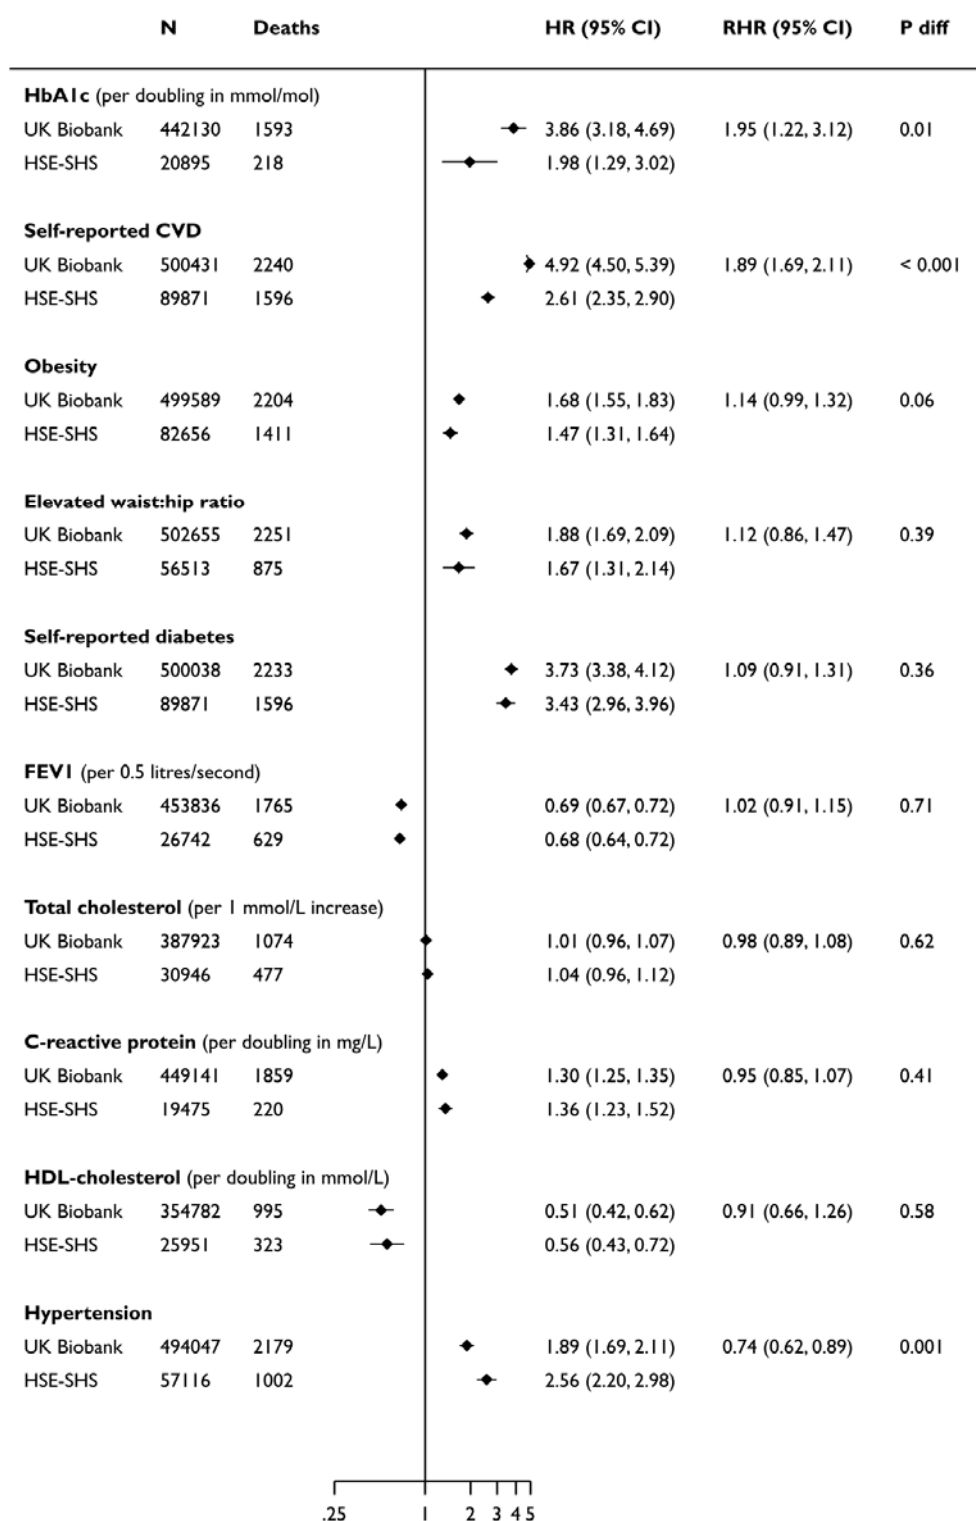 N Deaths HR (95% CI) RHR (95% CI) P diff
HbA1c (per doubling in mmol/mol)
UK Biobank 442130 1593 3.86 (3.18, 4.69) 1.95 (1.22, 3.12) 0.01
HSE-SHS 20895 218 1.98 (1.29, 3.02)
Self-reported CVD
UK Biobank 500431 2240 4.92 (4.50, 5.39) 1.89 (1.69, 2.11) < 0.001
HSE-SHS 89871 1596 2.61 (2.35, 2.90)
Obesity
UK Biobank 499589 2204 1.68 (1.55, 1.83) 1.14 (0.99, 1.32) 0.06
HSE-SHS 82656 1411 1.47 (1.31, 1.64)
Elevated waist:hip ratio
UK Biobank 502655 2251 1.88 (1.69, 2.09) 1.12 (0.86, 1.47) 0.39
HSE-SHS 56513 875 1.67 (1.31, 2.14)
Self-reported diabetes
UK Biobank 500038 2233 3.73 (3.38, 4.12) 1.09 (0.91, 1.31) 0.36
HSE-SHS 89871 1596 3.43 (2.96, 3.96)
FEV1 (per 0.5 litres/second)
UK Biobank 453836 1765 0.69 (0.67, 0.72) 1.02 (0.91, 1.15) 0.71
HSE-SHS 26742 629 0.68 (0.64, 0.72)
Total cholesterol (per 1 mmol/L increase)
UK Biobank 387923 1074 1.01 (0.96, 1.07) 0.98 (0.89, 1.08) 0.62
HSE-SHS 30946 477 1.04 (0.96, 1.12)
C-reactive protein (per doubling in mg/L)
UK Biobank 449141 1859 1.30 (1.25, 1.35) 0.95 (0.85, 1.07) 0.41
HSE-SHS 19475 220 1.36 (1.23, 1.52)
HDL-cholesterol (per doubling in mmol/L)
UK Biobank 354782 995 0.51 (0.42, 0.62) 0.91 (0.66, 1.26) 0.58
HSE-SHS 25951 323 0.56 (0.43, 0.72)
Hypertension
UK Biobank 494047 2179 1.89 (1.69, 2.11) 0.74 (0.62, 0.89) 0.001
HSE-SHS 57116 1002 2.56 (2.20, 2.98)
.25 1 2 3 4 5